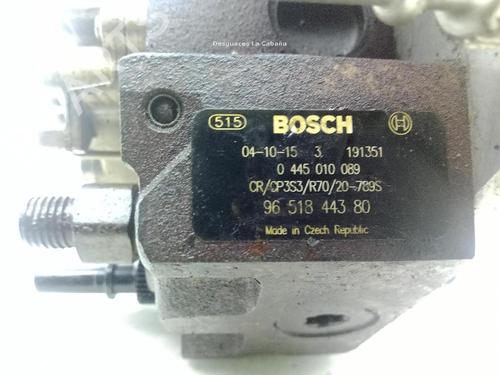 Desguaces La Cabaña
515 BOSCH
04-10-15 3 191351
0 445 010 089
CR/CP3S3/R70/20-789S
96 518 443 80
Made in Czech Republic